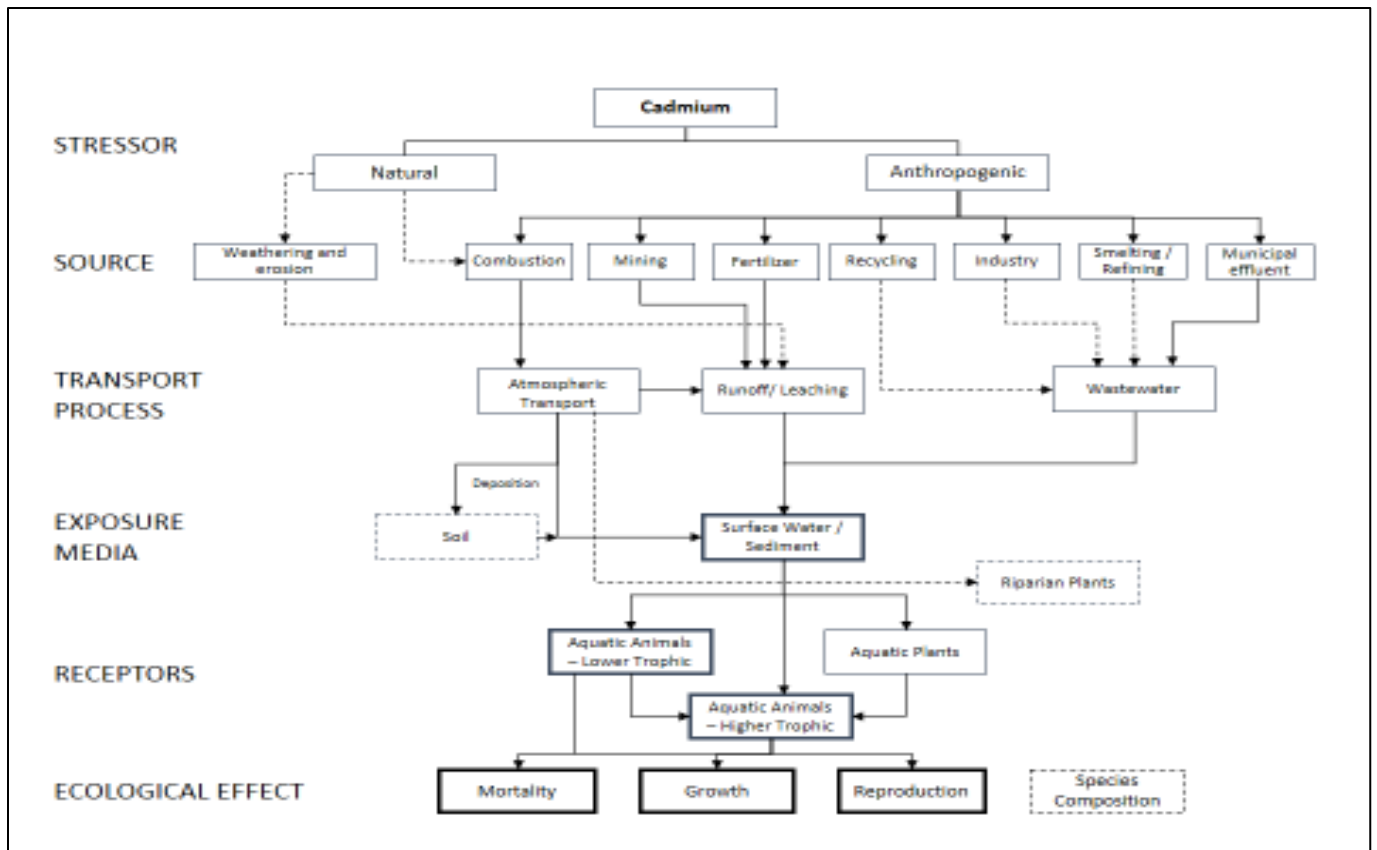 Cadmium
STRESSOR
Natural
Anthropogenic
SOURCE
Weathering and
erosion
Combustion
Mining
Fertilizer
Recycling
Industry
Smelting /
Refining
Municipal
effluent
TRANSPORT
PROCESS
Atmospheric
Transport
Runoff/ Leaching
Wastewater
Deposition
EXPOSURE
MEDIA
Soil
Surface Water /
Sediment
Riparian Plants
RECEPTORS
Aquatic Animals
– Lower Trophic
Aquatic Plants
Aquatic Animals
– Higher Trophic
ECOLOGICAL EFFECT
Mortality
Growth
Reproduction
Species
Composition